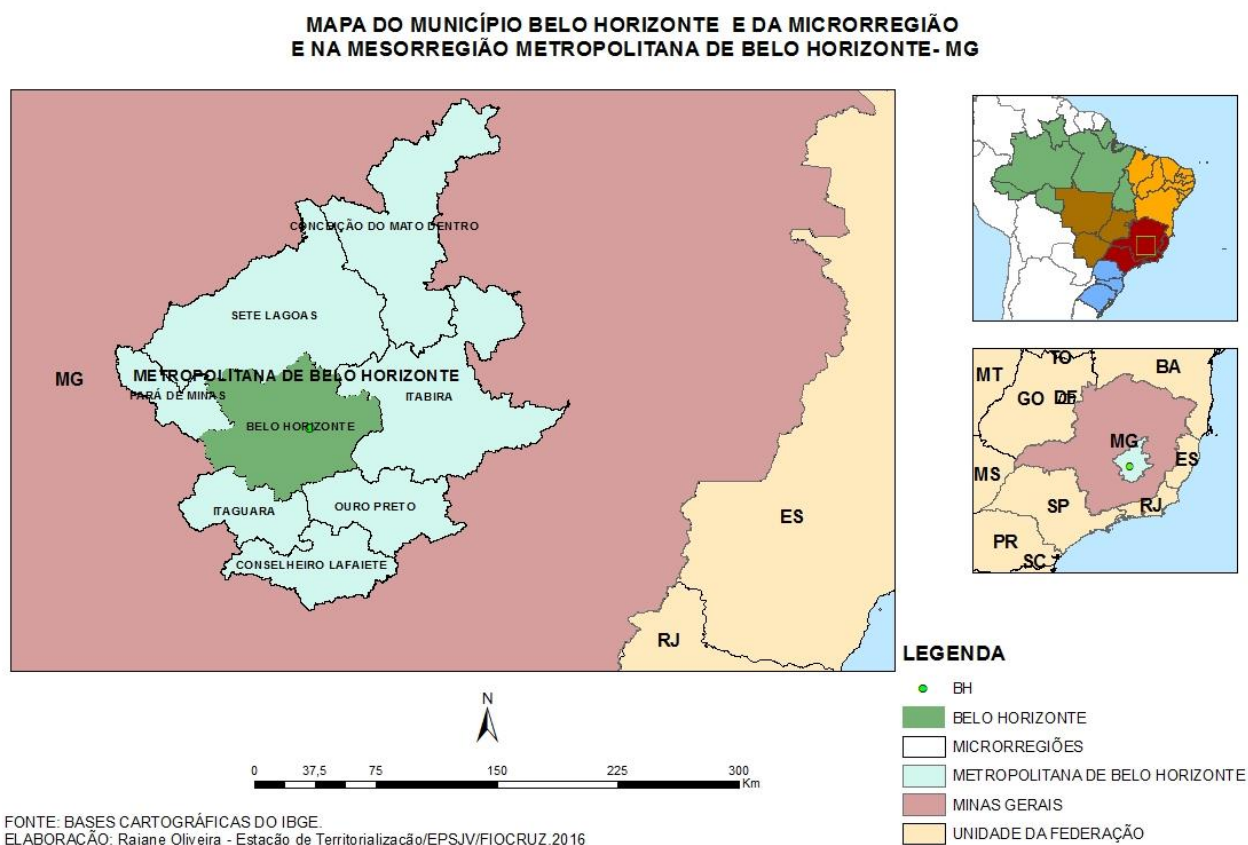 MAPA DO MUNICÍPIO BELO HORIZONTE E DA MICRORREGIÃO
E NA MESORREGIÃO METROPOLITANA DE BELO HORIZONTE- MG
CONCEIÇÃO DO MATO DENTRO
SETE LAGOAS
MG
METROPOLITANA DE BELO HORIZONTE
PARÁ DE MINAS
ITABIRA
BELO HORIZONTE
ITAGUARA
OURO PRETO
CONSELHEIRO LAFAIETE
ES
RJ
TO
MT
BA
GO
DF
MG
MS
ES
SP
RJ
PR
SC
LEGENDA
BH
BELO HORIZONTE
MICRORREGIÕES
METROPOLITANA DE BELO HORIZONTE
MINAS GERAIS
UNIDADE DA FEDERAÇÃO
N
0 37,5 75 150 225 300
Km
FONTE: BASES CARTOGRÁFICAS DO IBGE.
ELABORAÇÃO: Raiane Oliveira - Estação de Territorialização/EPSJV/FIOCRUZ.2016